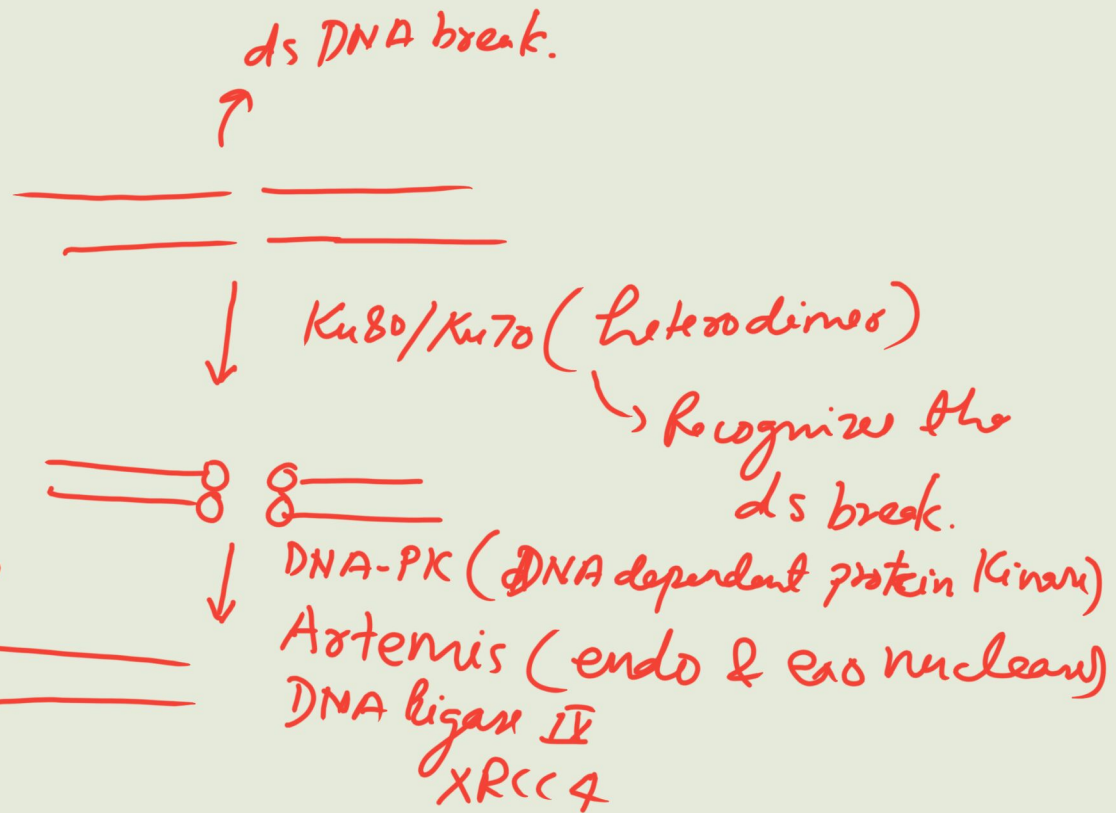 ds DNA break.
Ku80/Ku70 (heterodimer)
Recognizes the
ds break.
DNA-PK (DNA dependent protein Kinase)
Artemis (endo & exo nuclease)
DNA ligase IV
XRCC4